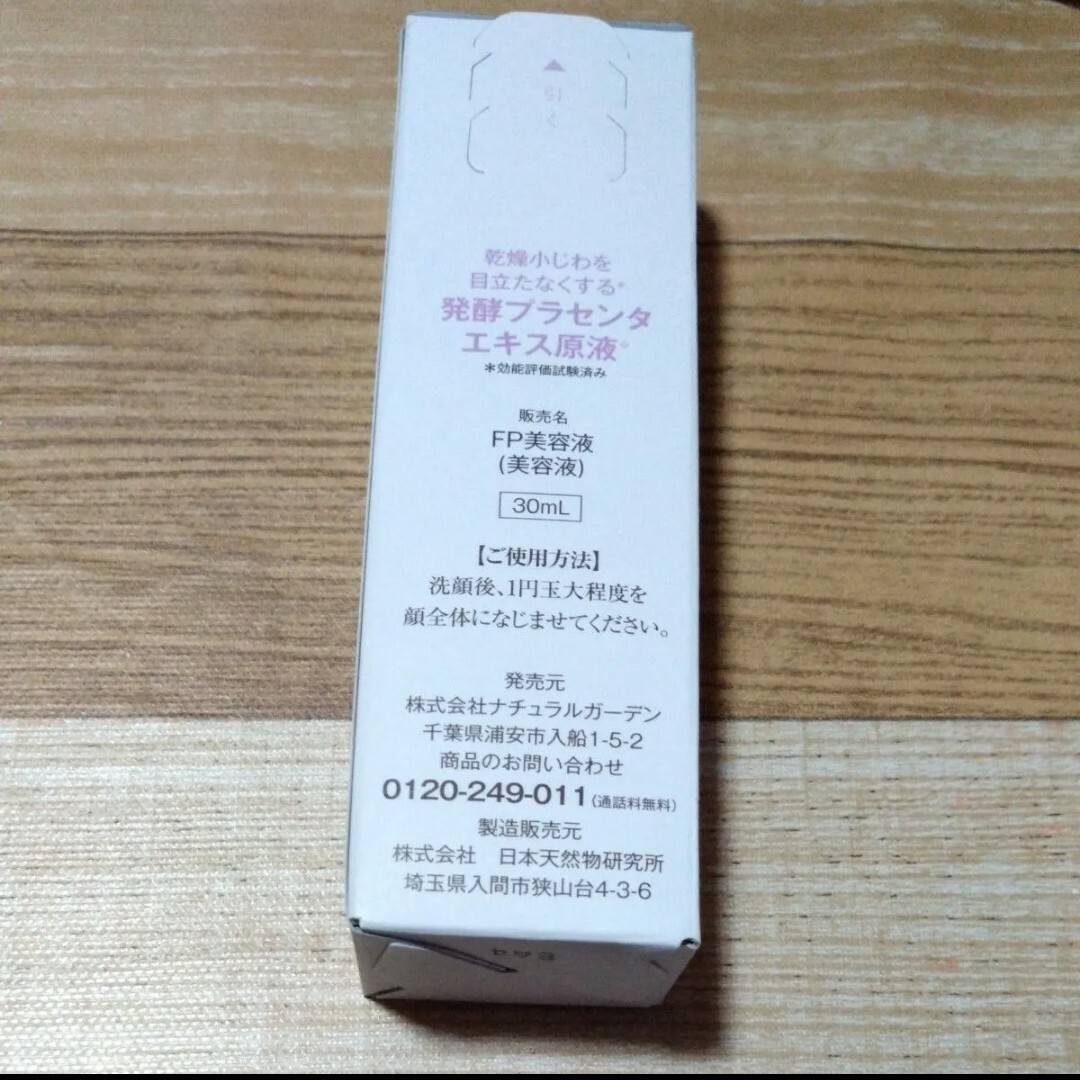 引く
乾燥小じわを
目立たなくする*
発酵プラセンタ
エキス原液※
*効能評価試験済み
販売名
FP美容液
(美容液)
30mL
【ご使用方法】
洗顔後、1円玉大程度を
顔全体になじませてください。
発売元
株式会社ナチュラルガーデン
千葉県浦安市入船1-5-2
商品のお問い合わせ
0120-249-011(通話料無料)
製造販売元
株式会社 日本天然物研究所
埼玉県入間市狭山台4-3-6